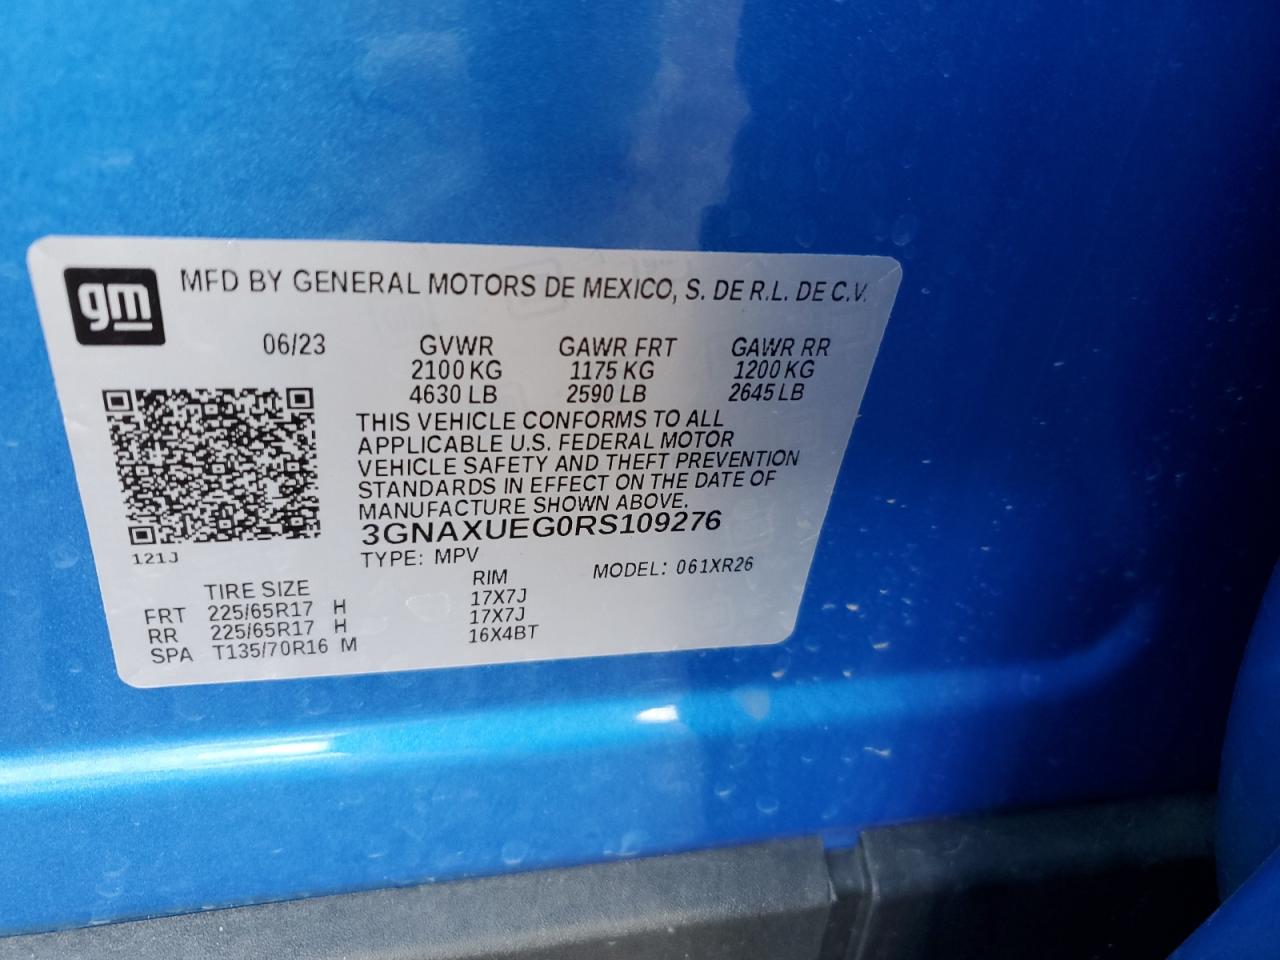 gm
MFD BY GENERAL MOTORS DE MEXICO, S. DE R.L. DE C.V.
06/23 GVWR GAWR FRT GAWR RR
2100 KG 1175 KG 1200 KG
4630 LB 2590 LB 2645 LB
THIS VEHICLE CONFORMS TO ALL
APPLICABLE U.S. FEDERAL MOTOR
VEHICLE SAFETY AND THEFT PREVENTION
STANDARDS IN EFFECT ON THE DATE OF
MANUFACTURE SHOWN ABOVE.
3GNAXUEG0RS109276
121J
TYPE: MPV MODEL: 061XR26
TIRE SIZE RIM
FRT 225/65R17 H 17X7J
RR 225/65R17 H 17X7J
SPA T135/70R16 M 16X4BT